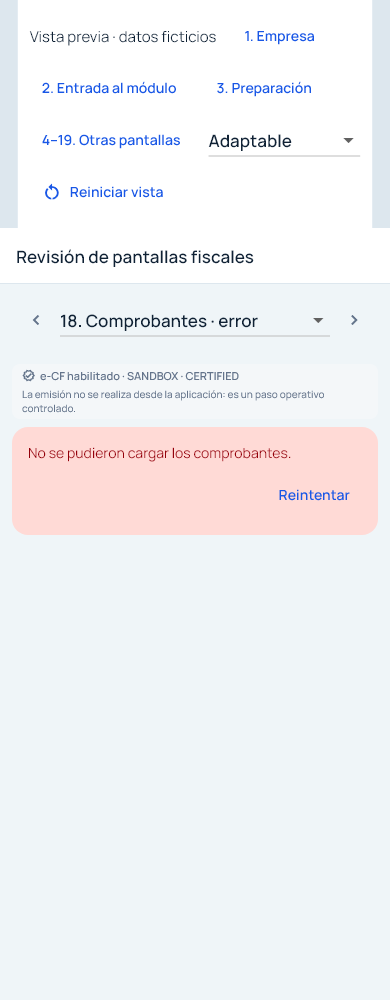 Vista previa · datos ficticios
1. Empresa
2. Entrada al módulo
3. Preparación
4–19. Otras pantallas
Adaptable
Reiniciar vista
Revisión de pantallas fiscales
18. Comprobantes · error
e-CF habilitado · SANDBOX · CERTIFIED
La emisión no se realiza desde la aplicación: es un paso operativo
controlado.
No se pudieron cargar los comprobantes.
Reintentar